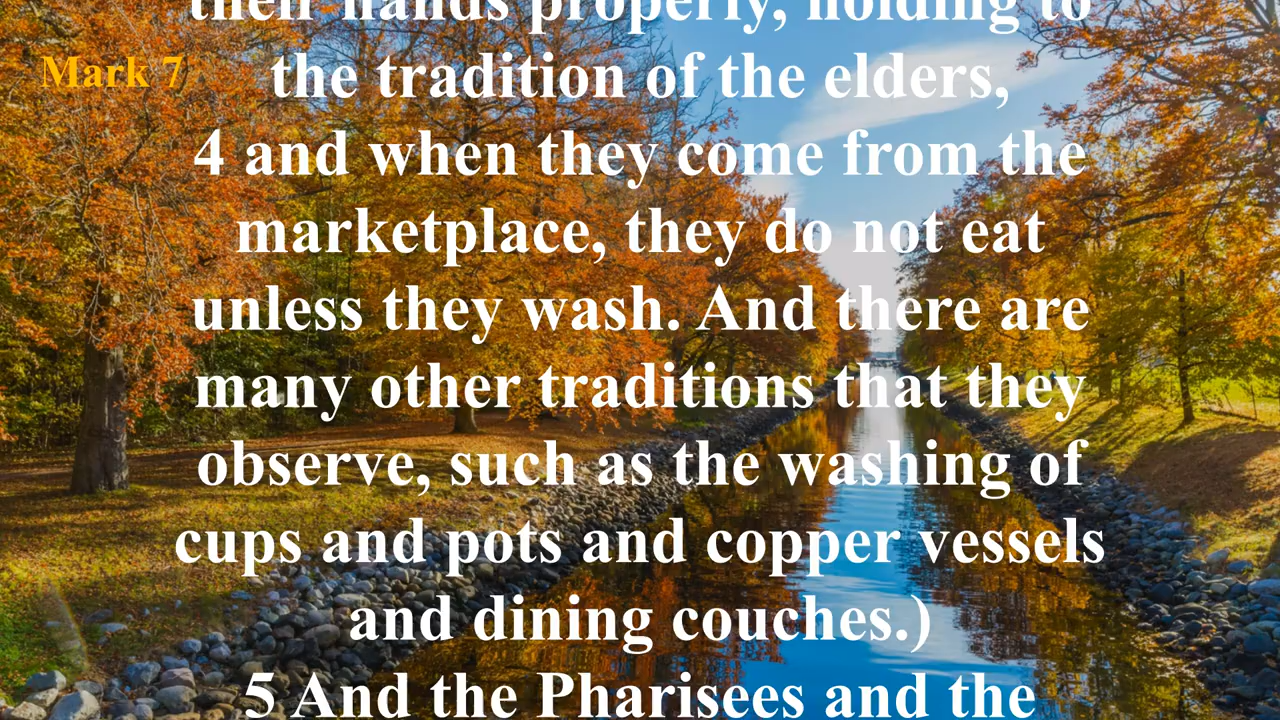 their hands properly, holding to
Mark 7
the tradition of the elders,
4 and when they come from the
marketplace, they do not eat
unless they wash. And there are
many other traditions that they
observe, such as the washing of
cups and pots and copper vessels
and dining couches.)
5 And the Pharisees and the